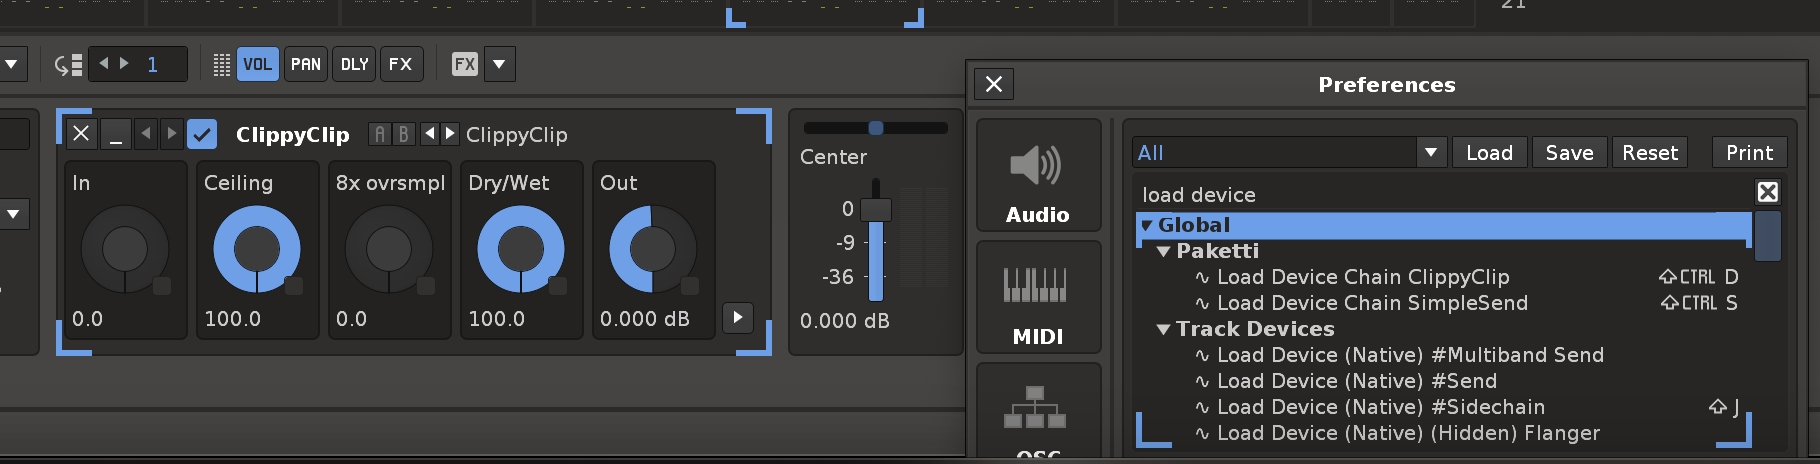 21
1
VOL
PAN
DLY
FX
FX
ClippyClip
A B
ClippyClip
In
Ceiling
8x ovrsmpl
Dry/Wet
Out
0.0
100.0
0.0
100.0
0.000 dB
Center
0
-9
-36
0.000 dB
Preferences
Audio
MIDI
OSC
All
Load
Save
Reset
Print
load device
Global
Paketti
Load Device Chain ClippyClip CTRL D
Load Device Chain SimpleSend CTRL S
Track Devices
Load Device (Native) #Multiband Send
Load Device (Native) #Send
Load Device (Native) #Sidechain J
Load Device (Native) (Hidden) Flanger